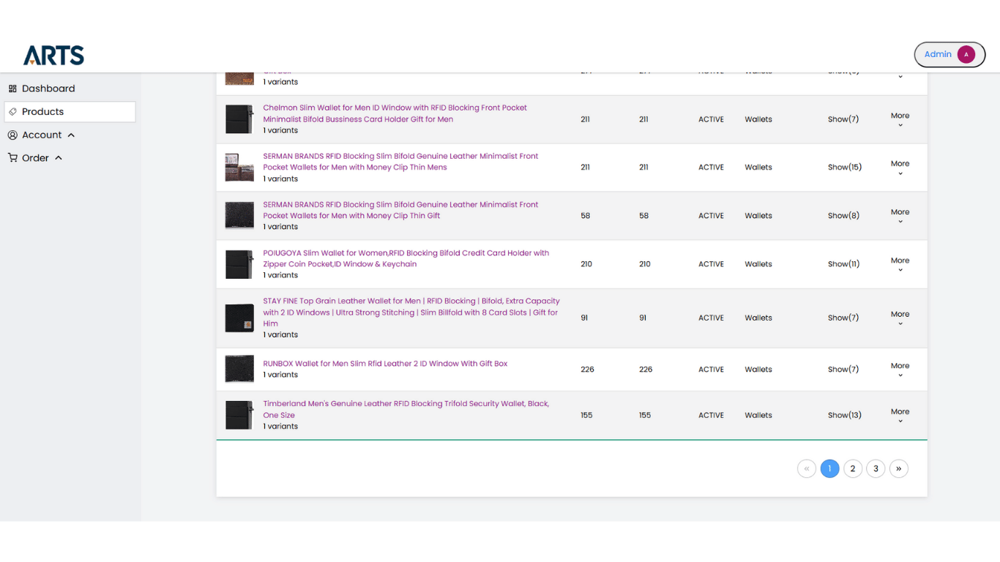 ARTS
Admin A
Dashboard
Products
Account
Order
1 variants
Chelmon Slim Wallet for Men ID Window with RFID Blocking Front Pocket
Minimalist Bifold Bussiness Card Holder Gift for Men
1 variants
211 211 ACTIVE Wallets Show(7) More
SERMAN BRANDS RFID Blocking Slim Bifold Genuine Leather Minimalist Front
Pocket Wallets for Men with Money Clip Thin Mens
1 variants
211 211 ACTIVE Wallets Show(15) More
SERMAN BRANDS RFID Blocking Slim Bifold Genuine Leather Minimalist Front
Pocket Wallets for Men with Money Clip Thin Gift
1 variants
58 58 ACTIVE Wallets Show(8) More
POIUGOYA Slim Wallet for Women,RFID Blocking Bifold Credit Card Holder with
Zipper Coin Pocket,ID Window & Keychain
1 variants
210 210 ACTIVE Wallets Show(11) More
STAY FINE Top Grain Leather Wallet for Men | RFID Blocking | Bifold, Extra Capacity
with 2 ID Windows | Ultra Strong Stitching | Slim Billfold with 8 Card Slots | Gift for
Him
1 variants
91 91 ACTIVE Wallets Show(7) More
RUNBOX Wallet for Men Slim Rfid Leather 2 ID Window With Gift Box
1 variants
226 226 ACTIVE Wallets Show(7) More
Timberland Men's Genuine Leather RFID Blocking Trifold Security Wallet, Black,
One Size
1 variants
155 155 ACTIVE Wallets Show(13) More
« 1 2 3 »